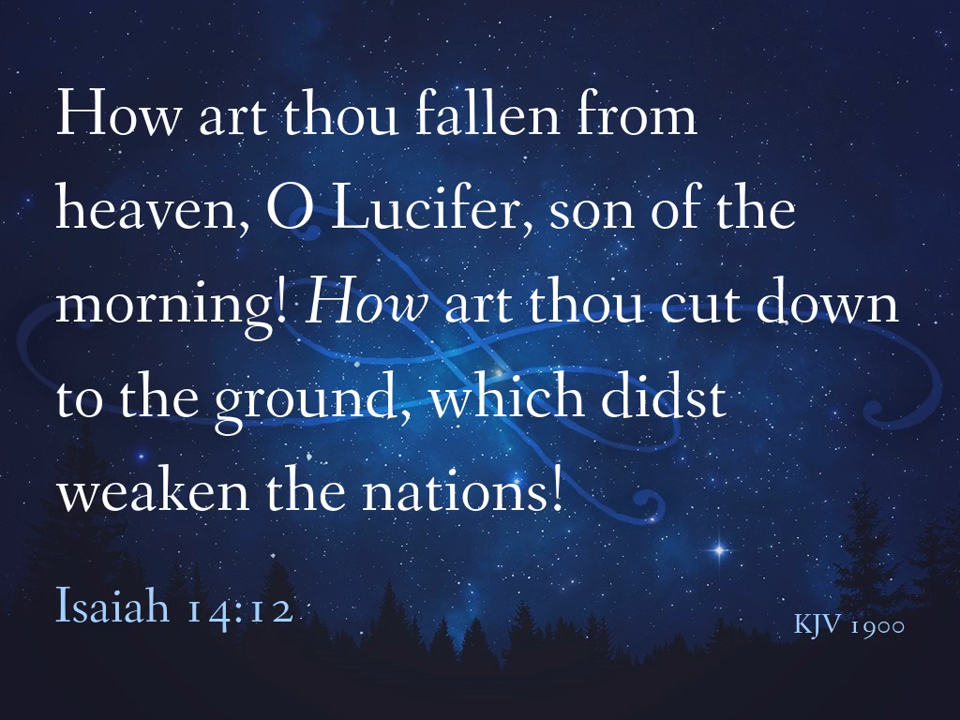 How art thou fallen from
heaven, O Lucifer, son of the
morning! How art thou cut down
to the ground, which didst
weaken the nations!
Isaiah 14:12
KJV 1900